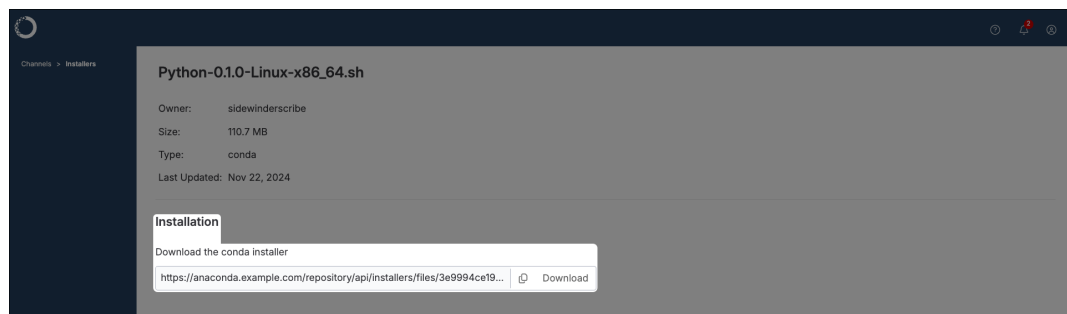 2
Channels > Installers
Python-0.1.0-Linux-x86_64.sh
Owner: sidewinderscribe
Size: 110.7 MB
Type: conda
Last Updated: Nov 22, 2024
Installation
Download the conda installer
https://anaconda.example.com/repository/api/installers/files/3e9994ce19... Download